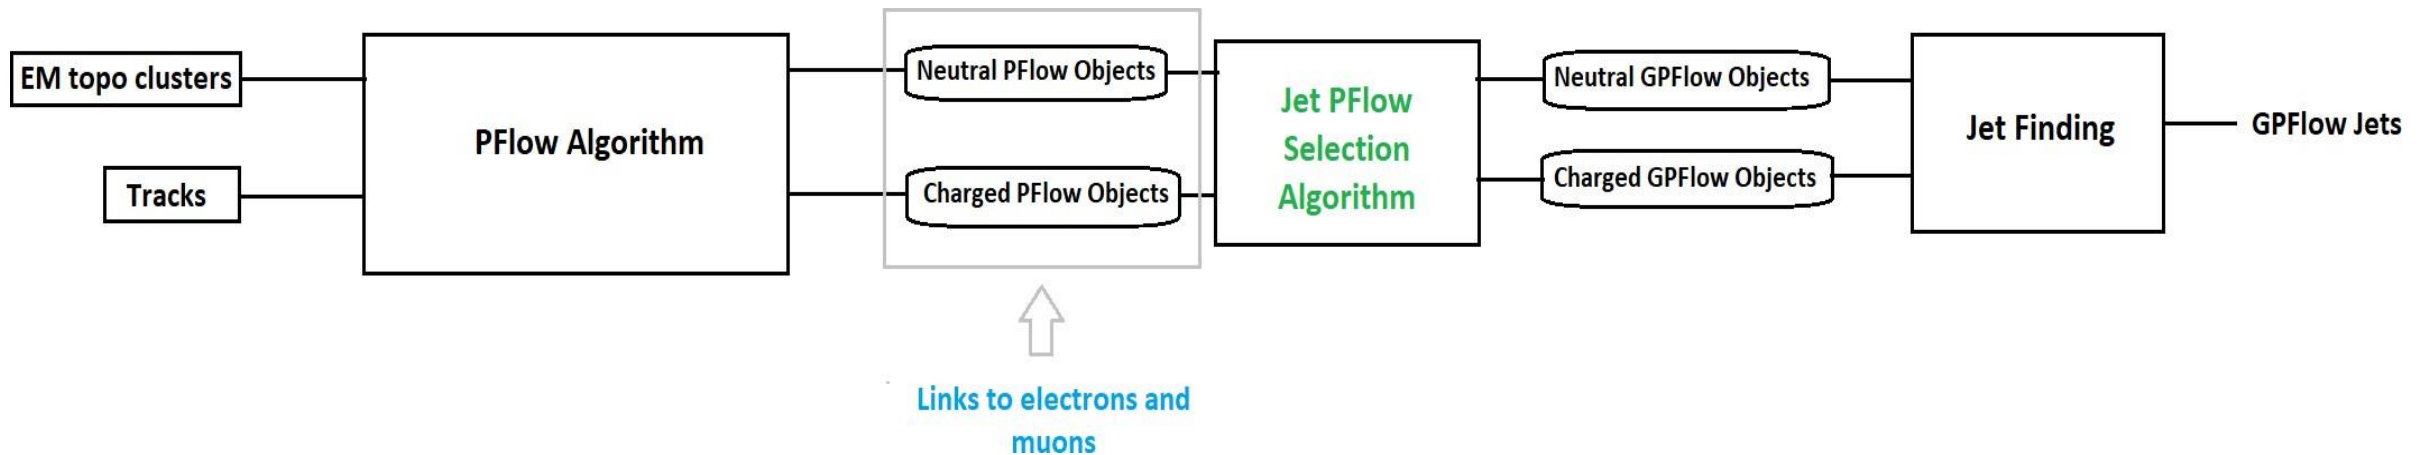 EM topo clusters
Tracks
PFlow Algorithm
Neutral PFlow Objects
Charged PFlow Objects
Links to electrons and
muons
Jet PFlow
Selection
Algorithm
Neutral GPFlow Objects
Charged GPFlow Objects
Jet Finding
GPFlow Jets